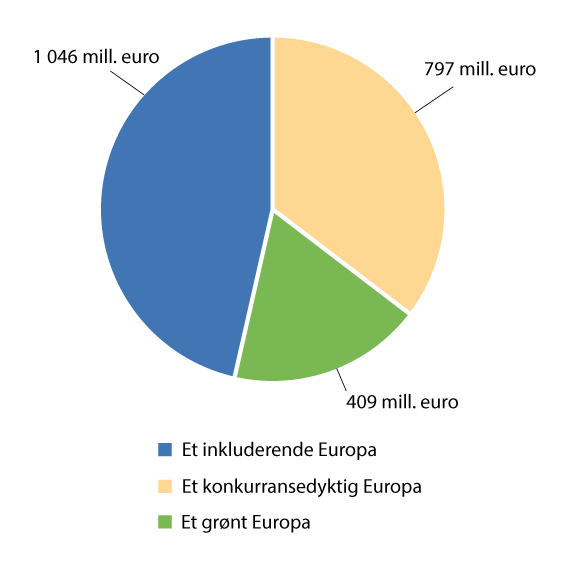 1 046 mill. euro
797 mill. euro
409 mill. euro
Et inkluderende Europa
Et konkurransedyktig Europa
Et grønt Europa